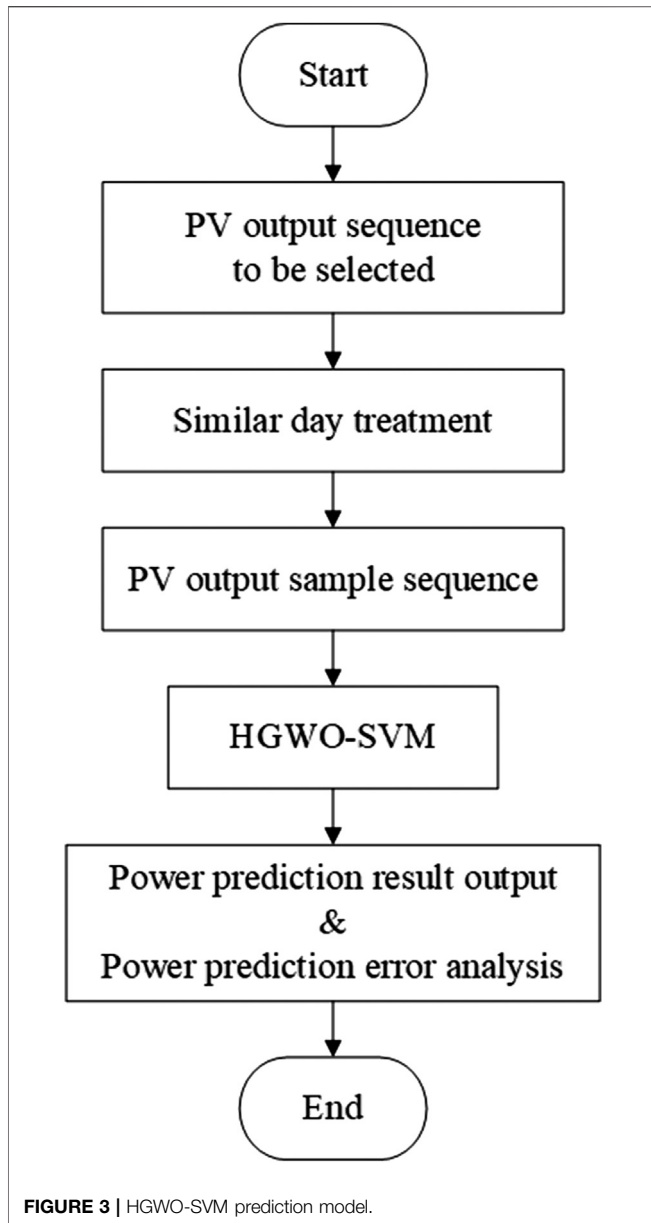 Start
PV output sequence
to be selected
Similar day treatment
PV output sample sequence
HGWO-SVM
Power prediction result output
&
Power prediction error analysis
End
FIGURE 3 | HGWO-SVM prediction model.